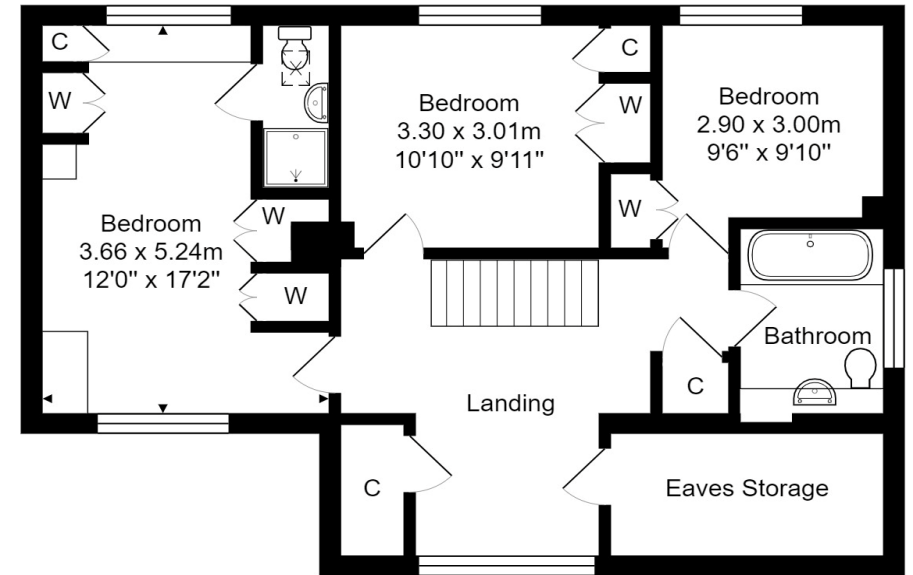 C
W
Bedroom
3.66 x 5.24m
12'0" x 17'2"
W
W
Bedroom
3.30 x 3.01m
10'10" x 9'11"
C
W
W
Bedroom
2.90 x 3.00m
9'6" x 9'10"
Bathroom
C
Landing
C
Eaves Storage